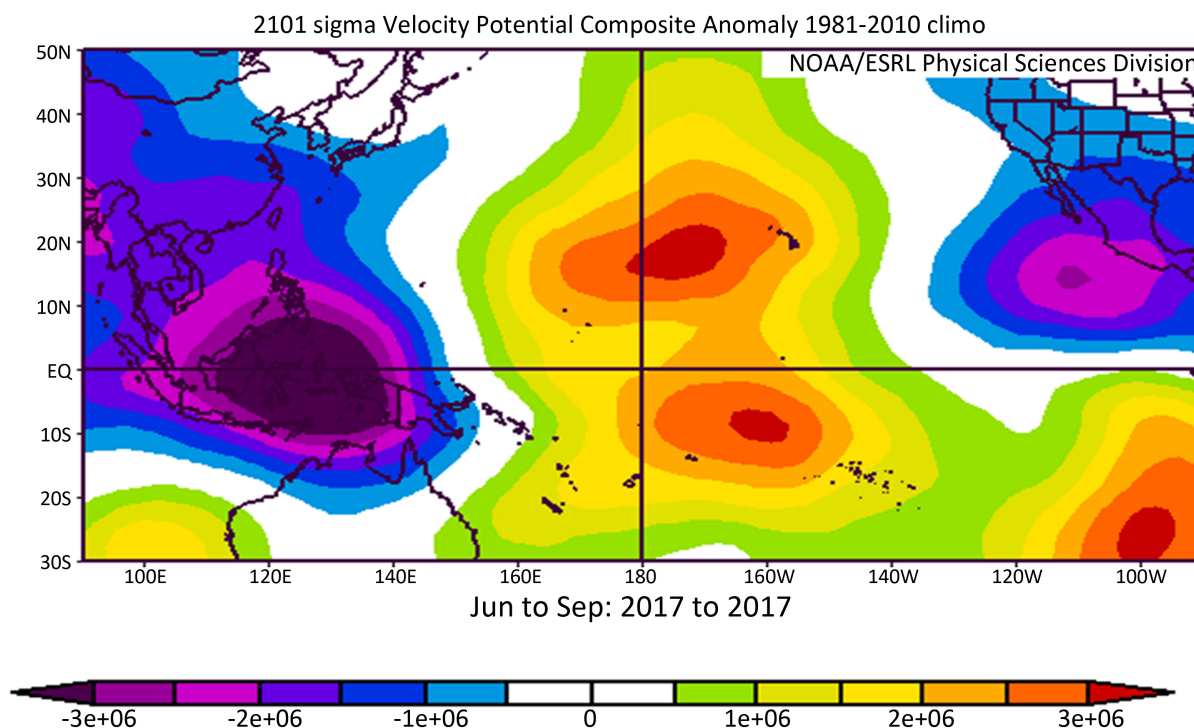 2101 sigma Velocity Potential Composite Anomaly 1981-2010 climo
NOAA/ESRL Physical Sciences Division
50N
40N
30N
20N
10N
EQ
10S
20S
30S
100E 120E 140E 160E 180 160W 140W 120W 100W
Jun to Sep: 2017 to 2017
-3e+06 -2e+06 -1e+06 0 1e+06 2e+06 3e+06